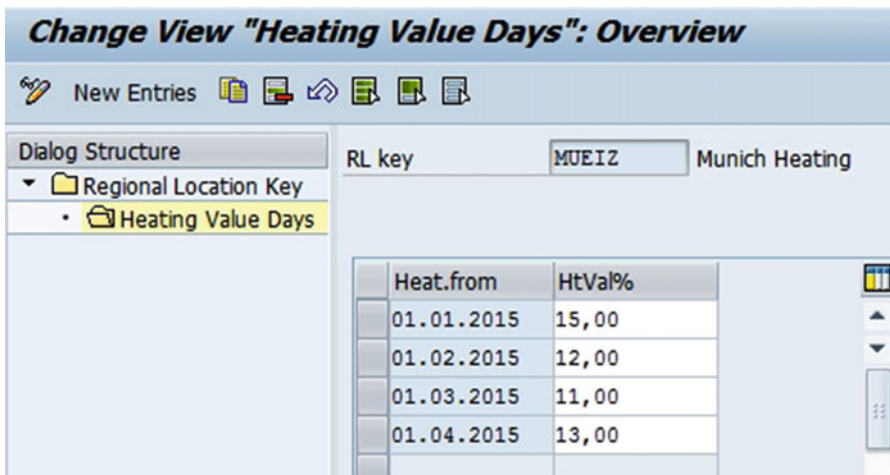 Change View "Heating Value Days": Overview
New Entries
Dialog Structure
Regional Location Key
Heating Value Days
RL key MUEIZ Munich Heating
Heat.from HtVal%
01.01.2015 15,00
01.02.2015 12,00
01.03.2015 11,00
01.04.2015 13,00